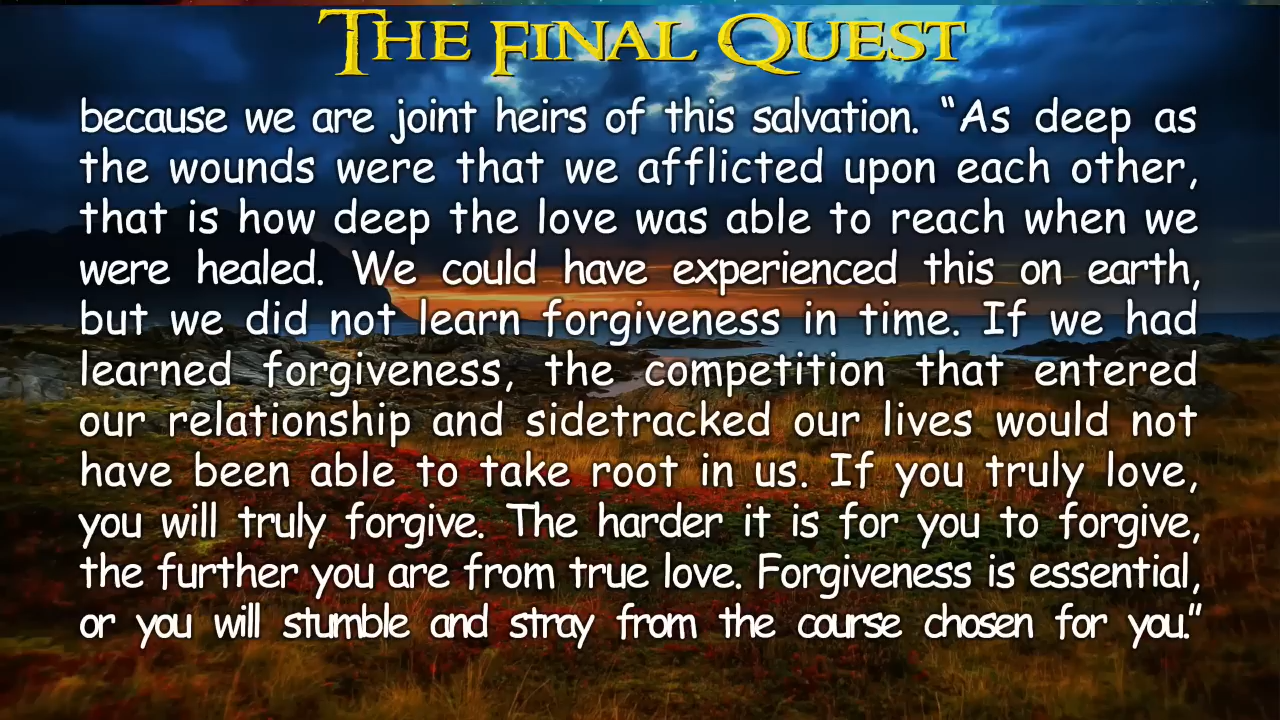 The Final Quest
because we are joint heirs of this salvation. “As deep as
the wounds were that we afflicted upon each other,
that is how deep the love was able to reach when we
were healed. We could have experienced this on earth,
but we did not learn forgiveness in time. If we had
learned forgiveness, the competition that entered
our relationship and sidetracked our lives would not
have been able to take root in us. If you truly love,
you will truly forgive. The harder it is for you to forgive,
the further you are from true love. Forgiveness is essential,
or you will stumble and stray from the course chosen for you.”